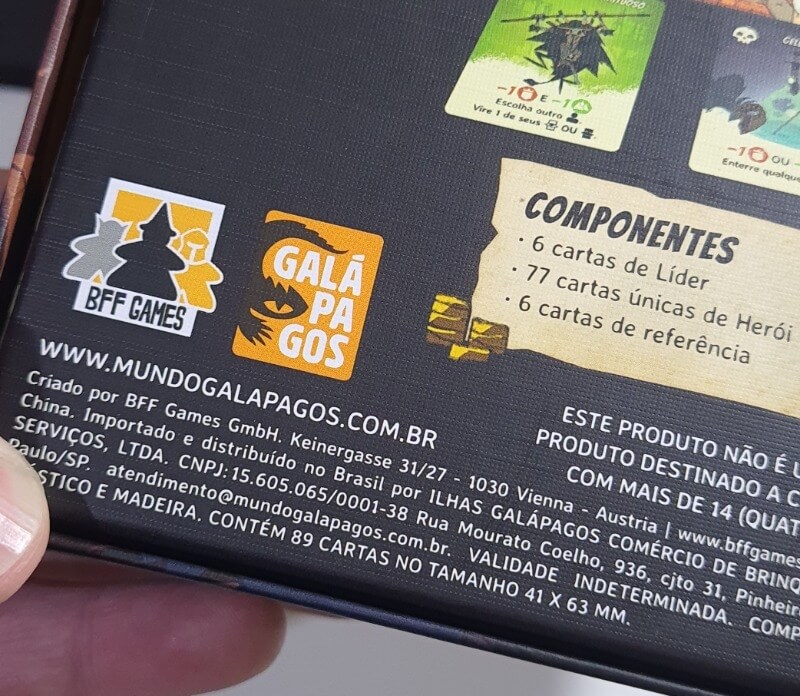 -1 E -1
Escolha outro
Vire 1 de seus OU
-1 OU
Enterre qualque
COMPONENTES
• 6 cartas de Líder
• 77 cartas únicas de Herói
• 6 cartas de referência
BFF GAMES
GALÁ
PA
GOS
WWW.MUNDOGALAPAGOS.COM.BR
ESTE PRODUTO NÃO É
PRODUTO DESTINADO A C
COM MAIS DE 14 (QUAT
Criado por BFF Games GmbH. Keinergasse 31/27 - 1030 Vienna - Austria | www.bffgames
China. Importado e distribuído no Brasil por ILHAS GALÁPAGOS COMÉRCIO DE BRINQ
SERVIÇOS, LTDA. CNPJ: 15.605.065/0001-38 Rua Mourato Coelho, 936, cjto 31, Pinheir
Paulo/SP. atendimento@mundogalapagos.com.br. VALIDADE INDETERMINADA. COMP
ÁSTICO E MADEIRA. CONTÉM 89 CARTAS NO TAMANHO 41 X 63 MM.